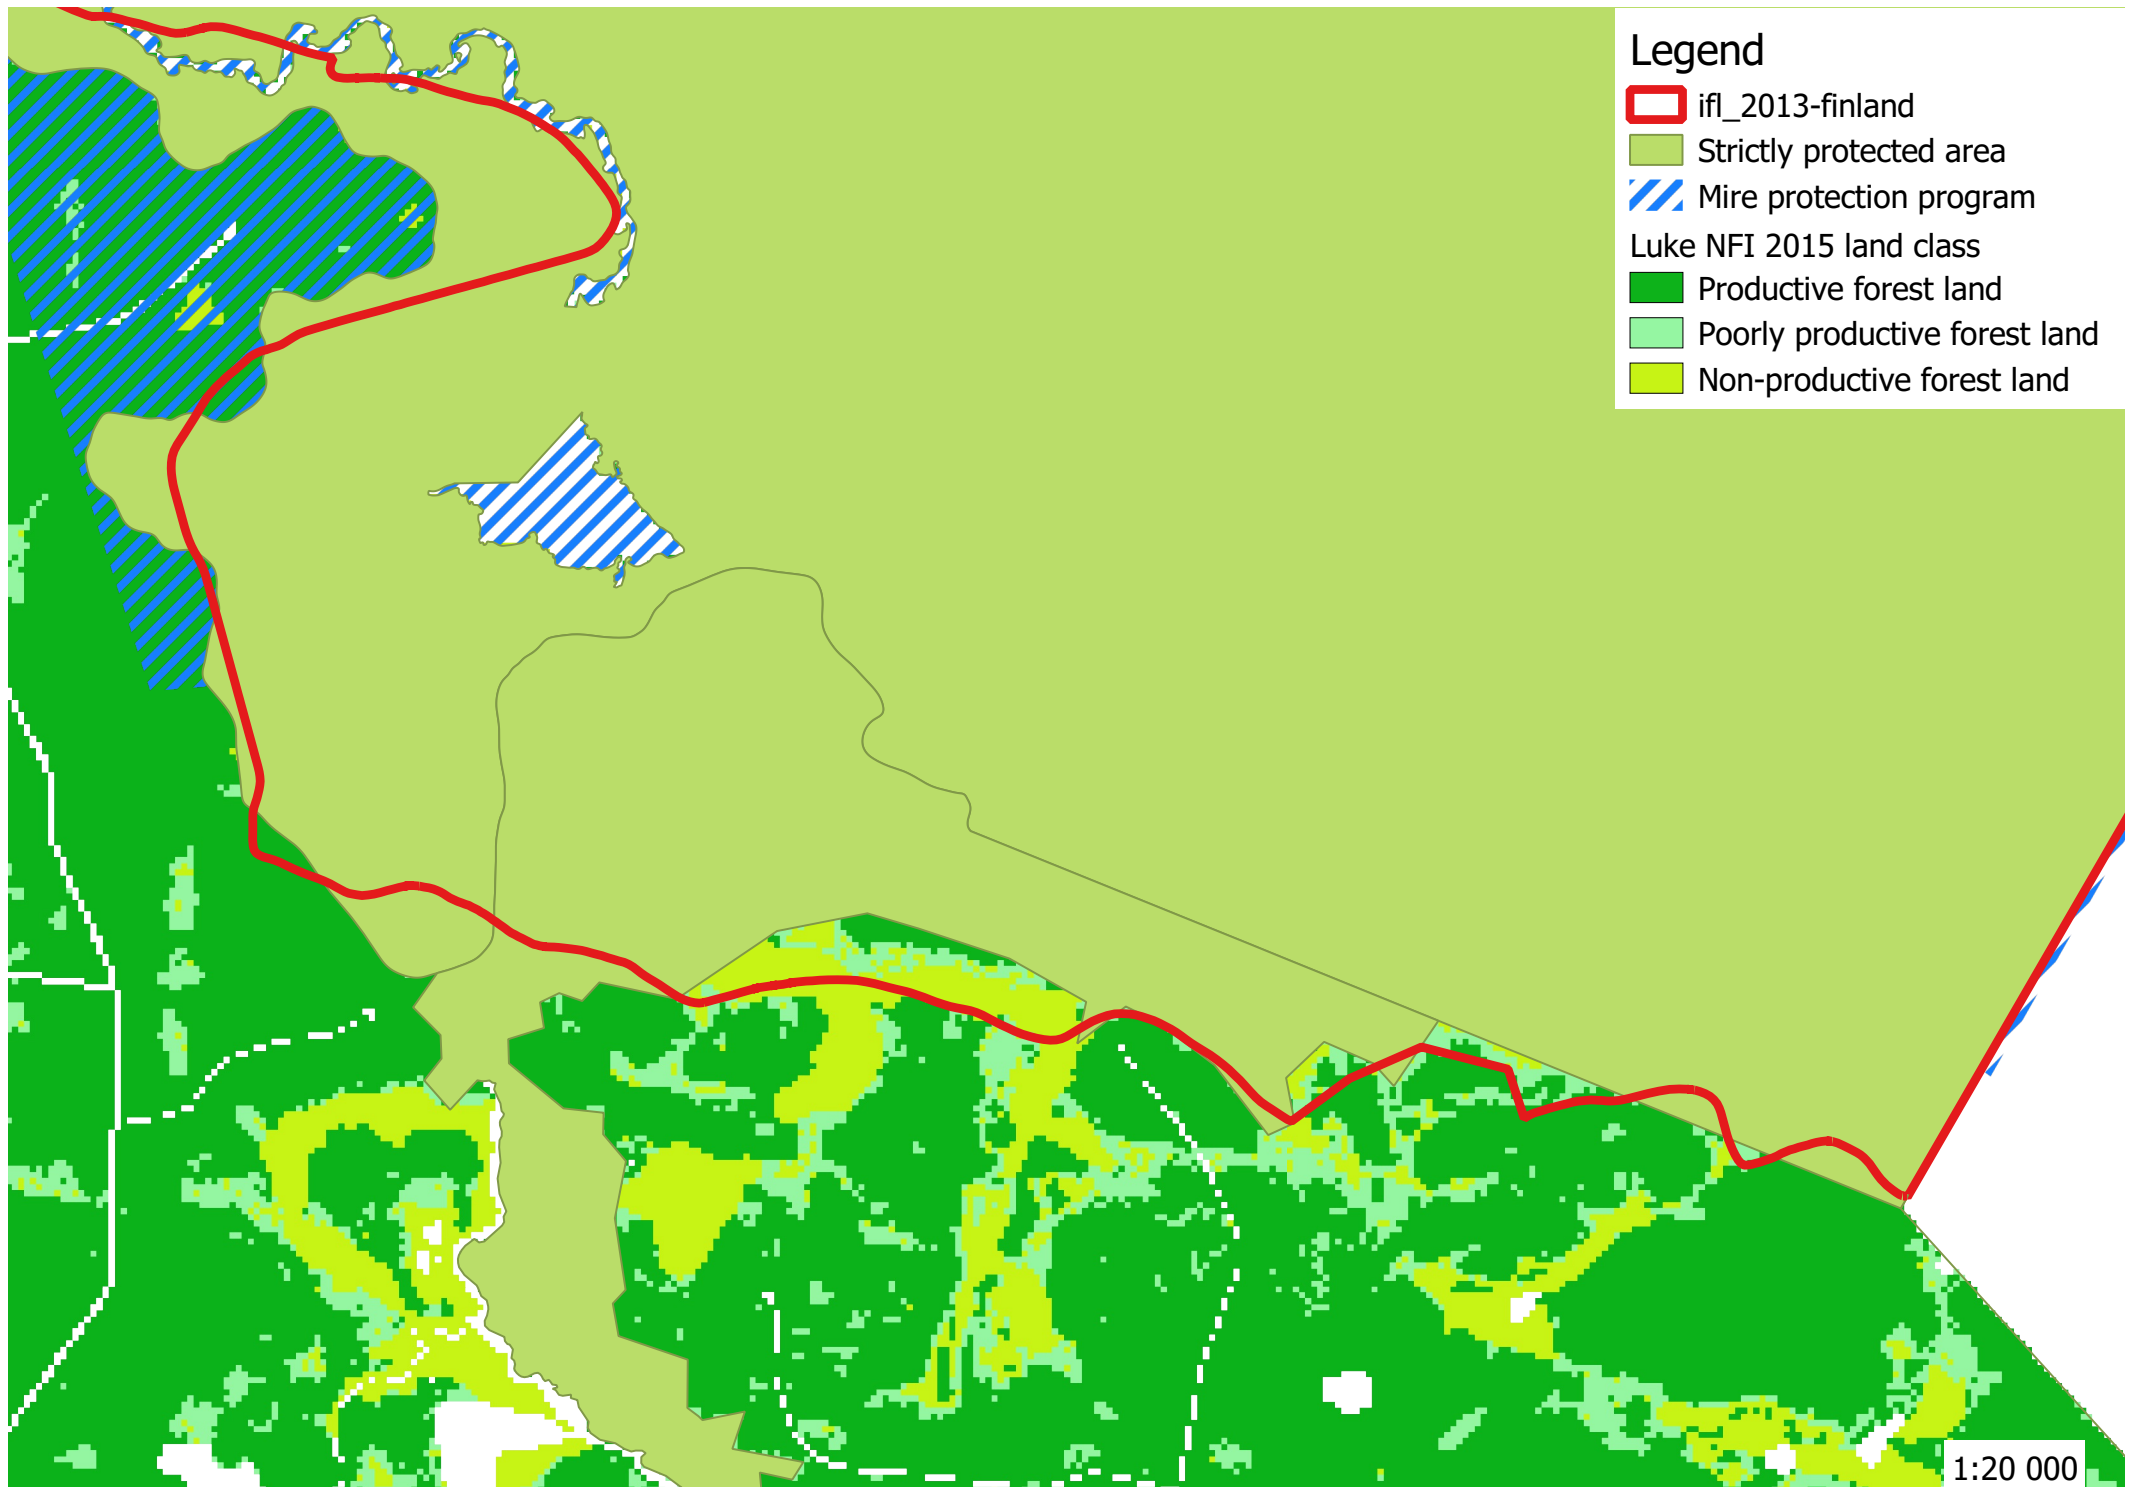 Legend
ifl_2013-finland
Strictly protected area
Mire protection program
Luke NFI 2015 land class
Productive forest land
Poorly productive forest land
Non-productive forest land
1:20 000